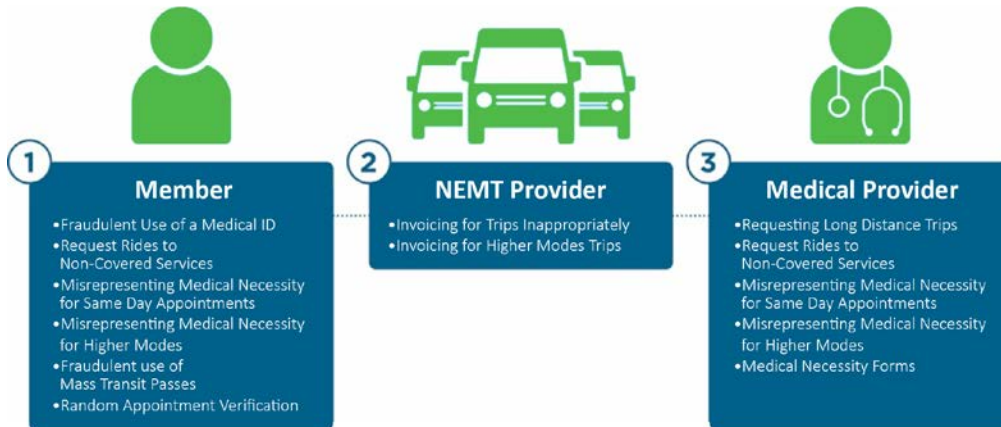 1
Member
•Fraudulent Use of a Medical ID
•Request Rides to
Non-Covered Services
•Misrepresenting Medical Necessity
for Same Day Appointments
•Misrepresenting Medical Necessity
for Higher Modes
•Fraudulent use of
Mass Transit Passes
•Random Appointment Verification
2
NEMT Provider
•Invoicing for Trips Inappropriately
•Invoicing for Higher Modes Trips
3
Medical Provider
•Requesting Long Distance Trips
•Request Rides to
Non-Covered Services
•Misrepresenting Medical Necessity
for Same Day Appointments
•Misrepresenting Medical Necessity
for Higher Modes
•Medical Necessity Forms